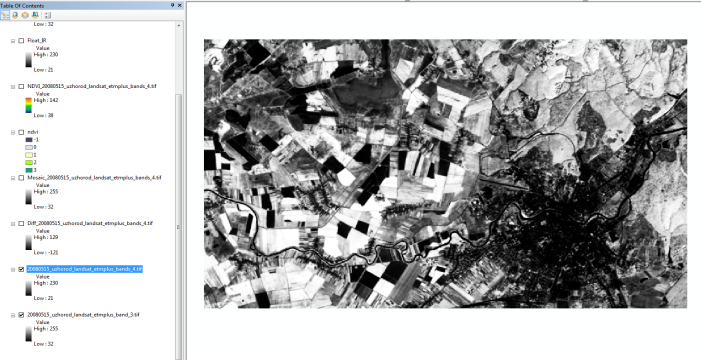 Table Of Contents
Low : 32
Float_IR
Value
High : 230
Low : 21
NDVI_20080515_uzhorod_landsat_etmplus_bands_4.tif
Value
High : 142
Low : 38
ndvi
-1
0
1
2
3
Mosaic_20080515_uzhorod_landsat_etmplus_bands_4.tif
Value
High : 255
Low : 32
Diff_20080515_uzhorod_landsat_etmplus_bands_4.tif
Value
High : 129
Low : -121
20080515_uzhorod_landsat_etmplus_bands_4.tif
Value
High : 230
Low : 21
20080515_uzhorod_landsat_etmplus_band_3.tif
Value
High : 255
Low : 32